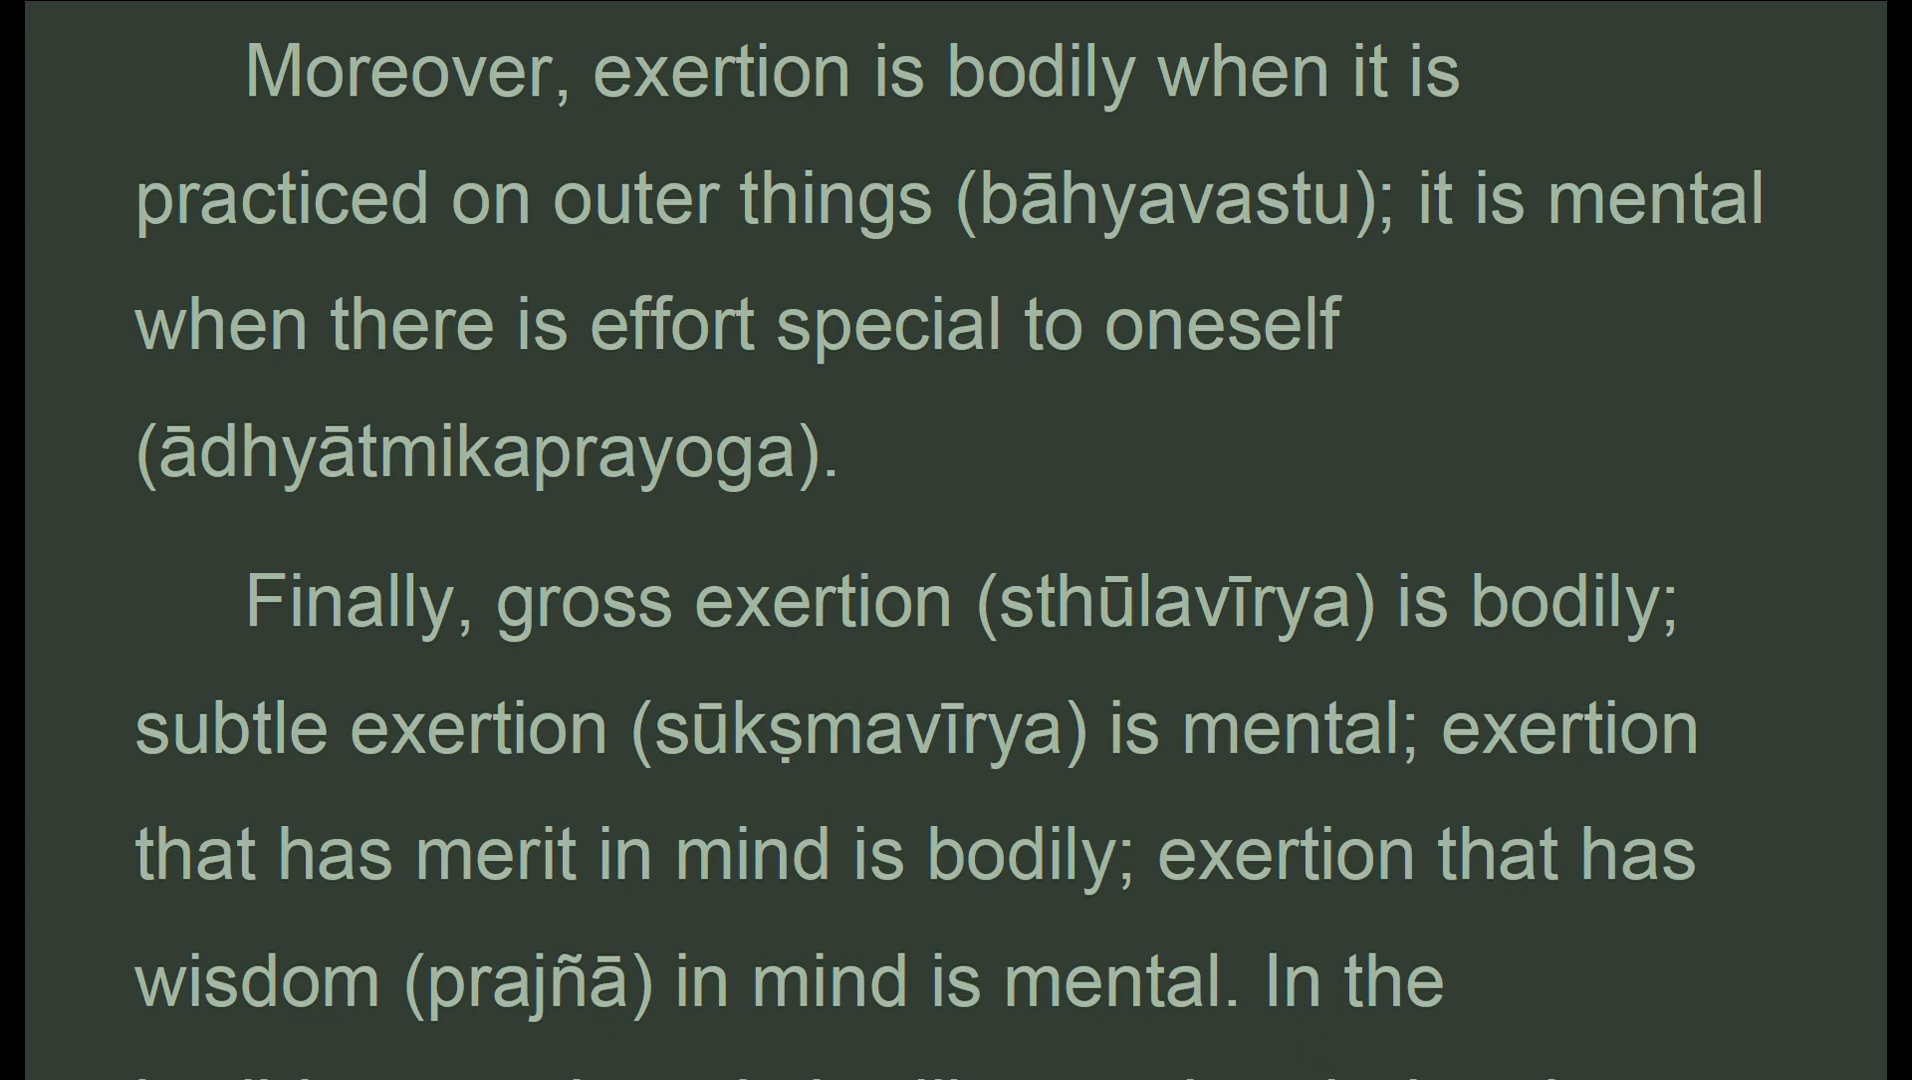 Moreover, exertion is bodily when it is
practiced on outer things (bāhyavastu); it is mental
when there is effort special to oneself
(ādhyātmikaprayoga).
Finally, gross exertion (sthūlavīrya) is bodily;
subtle exertion (sūkṣmavīrya) is mental; exertion
that has merit in mind is bodily; exertion that has
wisdom (prajñā) in mind is mental. In the